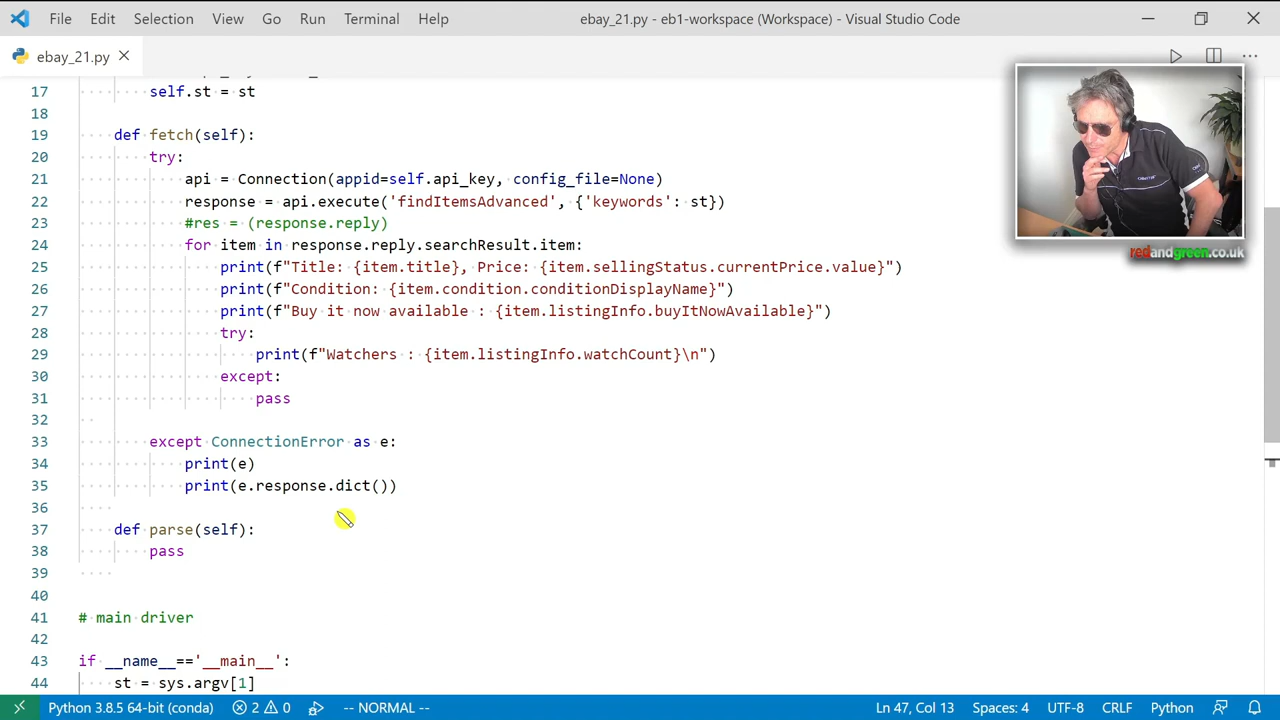 File Edit Selection View Go Run Terminal Help ebay_21.py - eb1-workspace (Workspace) - Visual Studio Code
ebay_21.py
17 self.st = st
18
19 def fetch(self):
20 try:
21 api = Connection(appid=self.api_key, config_file=None)
22 response = api.execute('findItemsAdvanced', {'keywords': st})
23 #res = (response.reply)
24 for item in response.reply.searchResult.item:
25 print(f"Title: {item.title}, Price: {item.sellingStatus.currentPrice.value}")
26 print(f"Condition: {item.condition.conditionDisplayName}")
27 print(f"Buy it now available : {item.listingInfo.buyItNowAvailable}")
28 try:
29 print(f"Watchers : {item.listingInfo.watchCount}\n")
30 except:
31 pass
32
33 except ConnectionError as e:
34 print(e)
35 print(e.response.dict())
36
37 def parse(self):
38 pass
39
40
41 # main driver
42
43 if __name__=='__main__':
44 st = sys.argv[1]
redandgreen.co.uk
Python 3.8.5 64-bit (conda) 2 0 -- NORMAL -- Ln 47, Col 13 Spaces: 4 UTF-8 CRLF Python